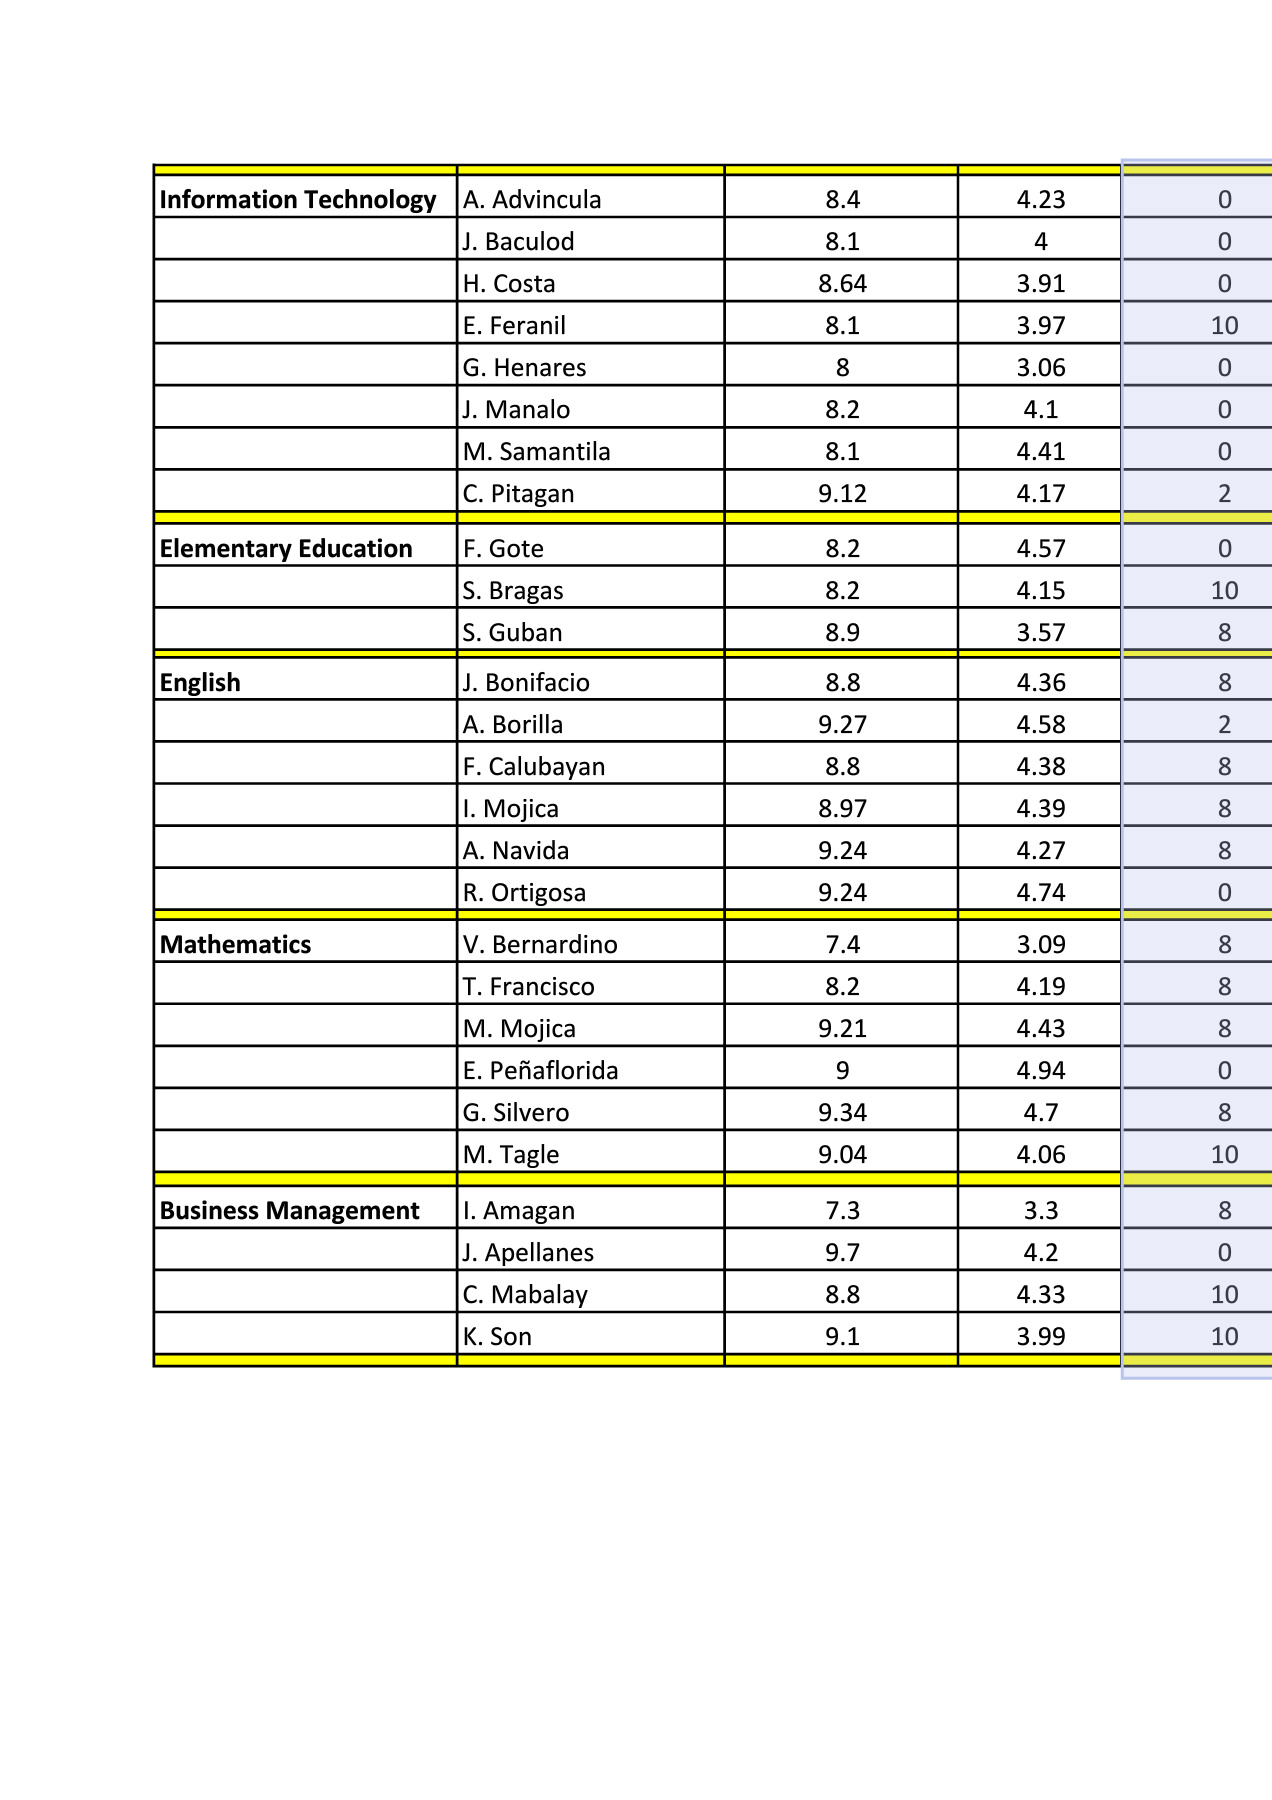 Information Technology A. Advincula 8.4 4.23 0
J. Baculod 8.1 4 0
H. Costa 8.64 3.91 0
E. Feranil 8.1 3.97 10
G. Henares 8 3.06 0
J. Manalo 8.2 4.1 0
M. Samantila 8.1 4.41 0
C. Pitagan 9.12 4.17 2
Elementary Education F. Gote 8.2 4.57 0
S. Bragas 8.2 4.15 10
S. Guban 8.9 3.57 8
English J. Bonifacio 8.8 4.36 8
A. Borilla 9.27 4.58 2
F. Calubayan 8.8 4.38 8
I. Mojica 8.97 4.39 8
A. Navida 9.24 4.27 8
R. Ortigosa 9.24 4.74 0
Mathematics V. Bernardino 7.4 3.09 8
T. Francisco 8.2 4.19 8
M. Mojica 9.21 4.43 8
E. Peñaflorida 9 4.94 0
G. Silvero 9.34 4.7 8
M. Tagle 9.04 4.06 10
Business Management I. Amagan 7.3 3.3 8
J. Apellanes 9.7 4.2 0
C. Mabalay 8.8 4.33 10
K. Son 9.1 3.99 10